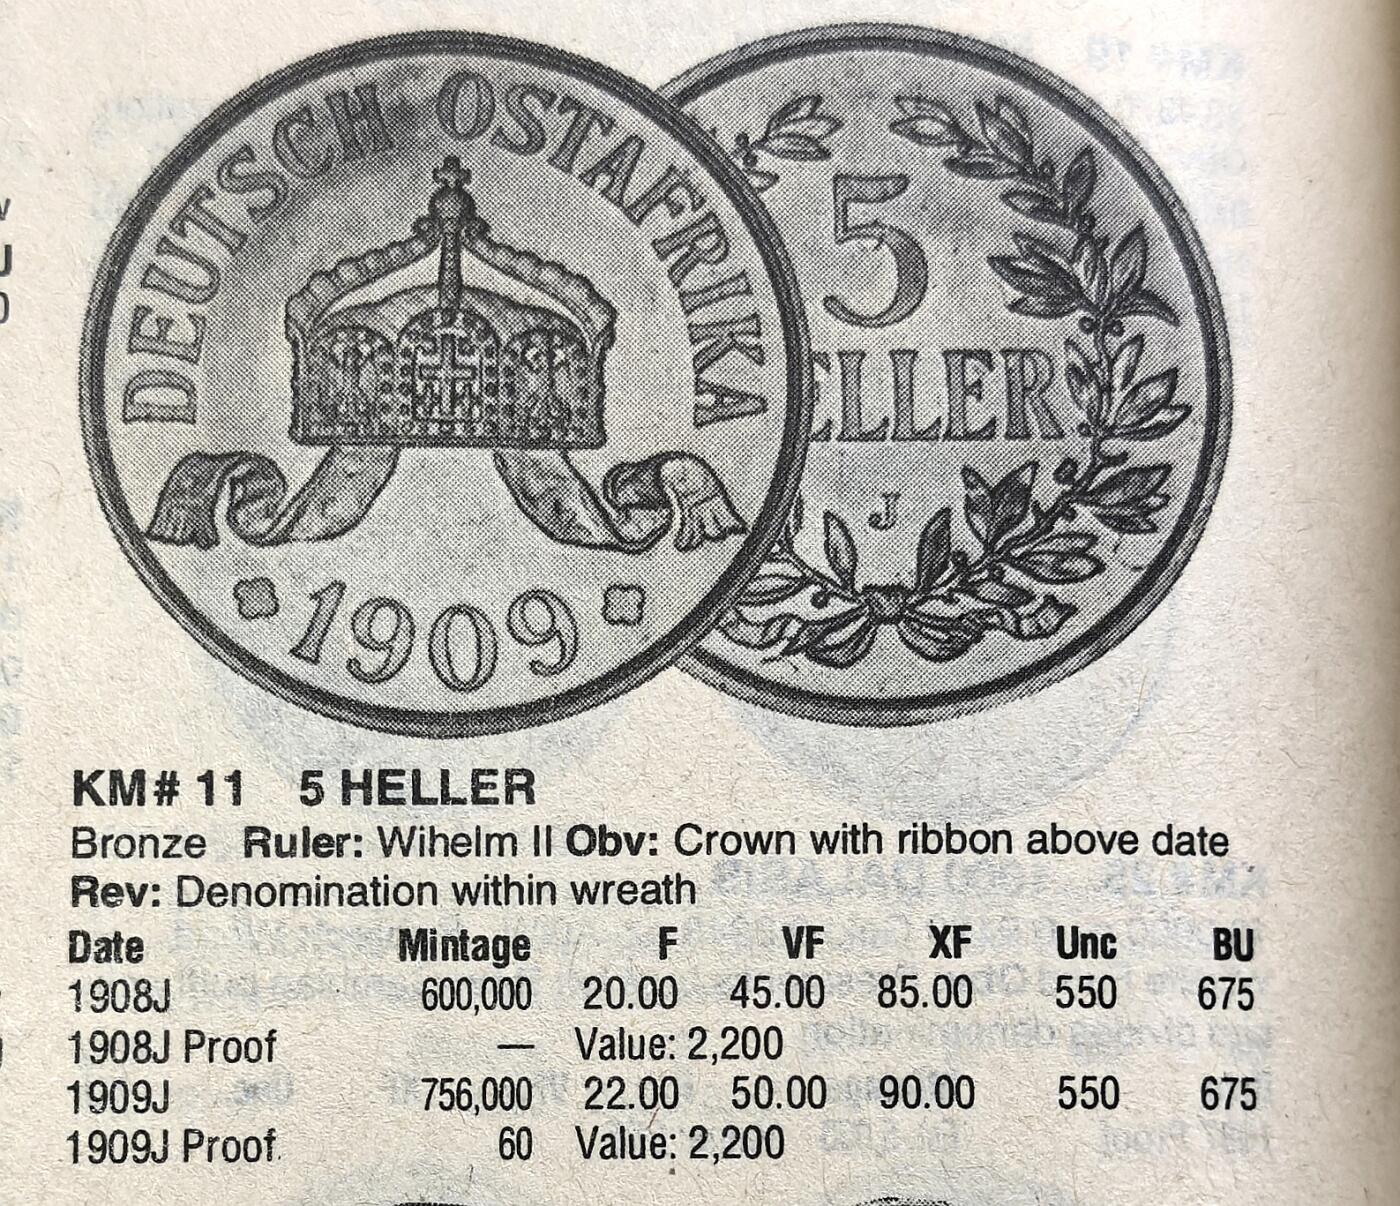 DEUTSCH OSTAFRIKA
1909
5
ELLER
J
KM# 11 5 HELLER
Bronze Ruler: Wihelm II Obv: Crown with ribbon above date
Rev: Denomination within wreath
Date Mintage F VF XF Unc BU
1908J 600,000 20.00 45.00 85.00 550 675
1908J Proof — Value: 2,200
1909J 756,000 22.00 50.00 90.00 550 675
1909J Proof 60 Value: 2,200